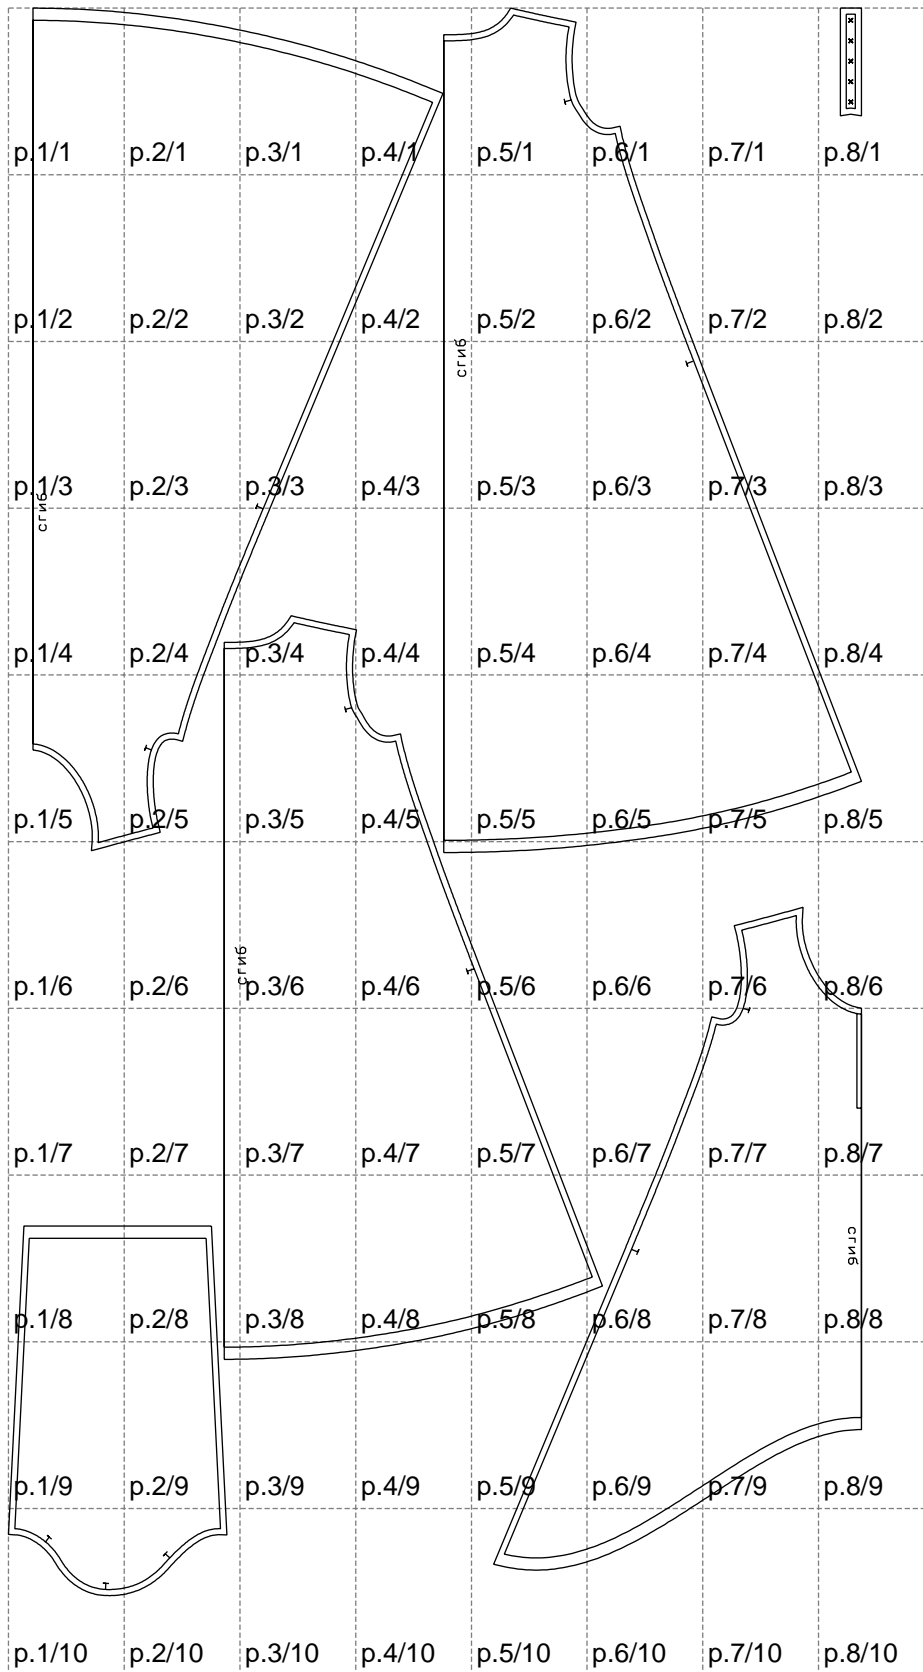 p.1/1 p.2/1 p.3/1 p.4/1 p.5/1 p.6/1 p.7/1 p.8/1
p.1/2 p.2/2 p.3/2 p.4/2 p.5/2 p.6/2 p.7/2 p.8/2
сгиб
p.1/3 p.2/3 p.3/3 p.4/3 p.5/3 p.6/3 p.7/3 p.8/3
сгиб
p.1/4 p.2/4 p.3/4 p.4/4 p.5/4 p.6/4 p.7/4 p.8/4
p.1/5 p.2/5 p.3/5 p.4/5 p.5/5 p.6/5 p.7/5 p.8/5
сгиб
p.1/6 p.2/6 p.3/6 p.4/6 p.5/6 p.6/6 p.7/6 p.8/6
p.1/7 p.2/7 p.3/7 p.4/7 p.5/7 p.6/7 p.7/7 p.8/7
сгиб
p.1/8 p.2/8 p.3/8 p.4/8 p.5/8 p.6/8 p.7/8 p.8/8
p.1/9 p.2/9 p.3/9 p.4/9 p.5/9 p.6/9 p.7/9 p.8/9
p.1/10 p.2/10 p.3/10 p.4/10 p.5/10 p.6/10 p.7/10 p.8/10